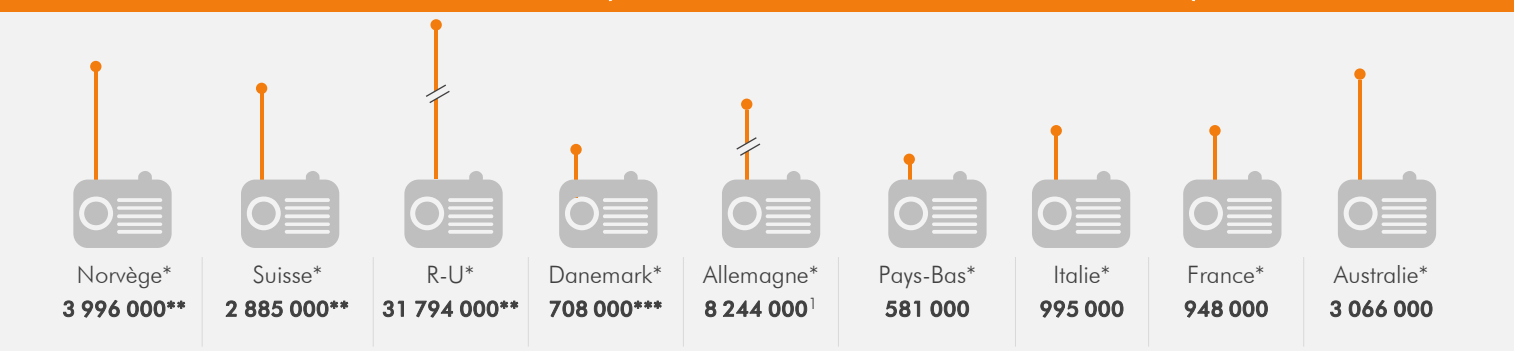 Norvège* Suisse* R-U* Danemark* Allemagne* Pays-Bas* Italie* France* Australie*
3 996 000** 2 885 000** 31 794 000** 708 000*** 8 244 000¹ 581 000 995 000 948 000 3 066 000